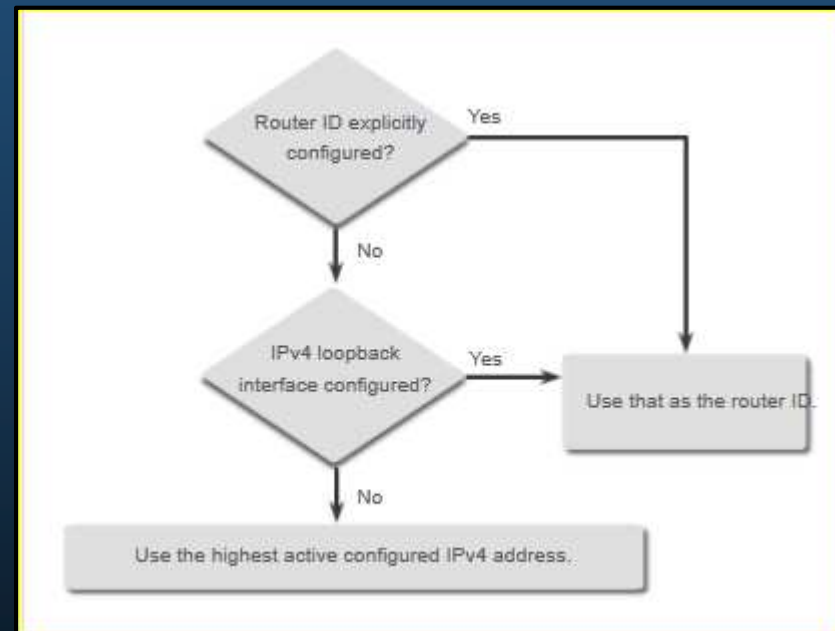 Router ID explicitly
configured?
Yes
No
IPv4 loopback
interface configured?
Yes
Use that as the router ID.
No
Use the highest active configured IPv4 address.